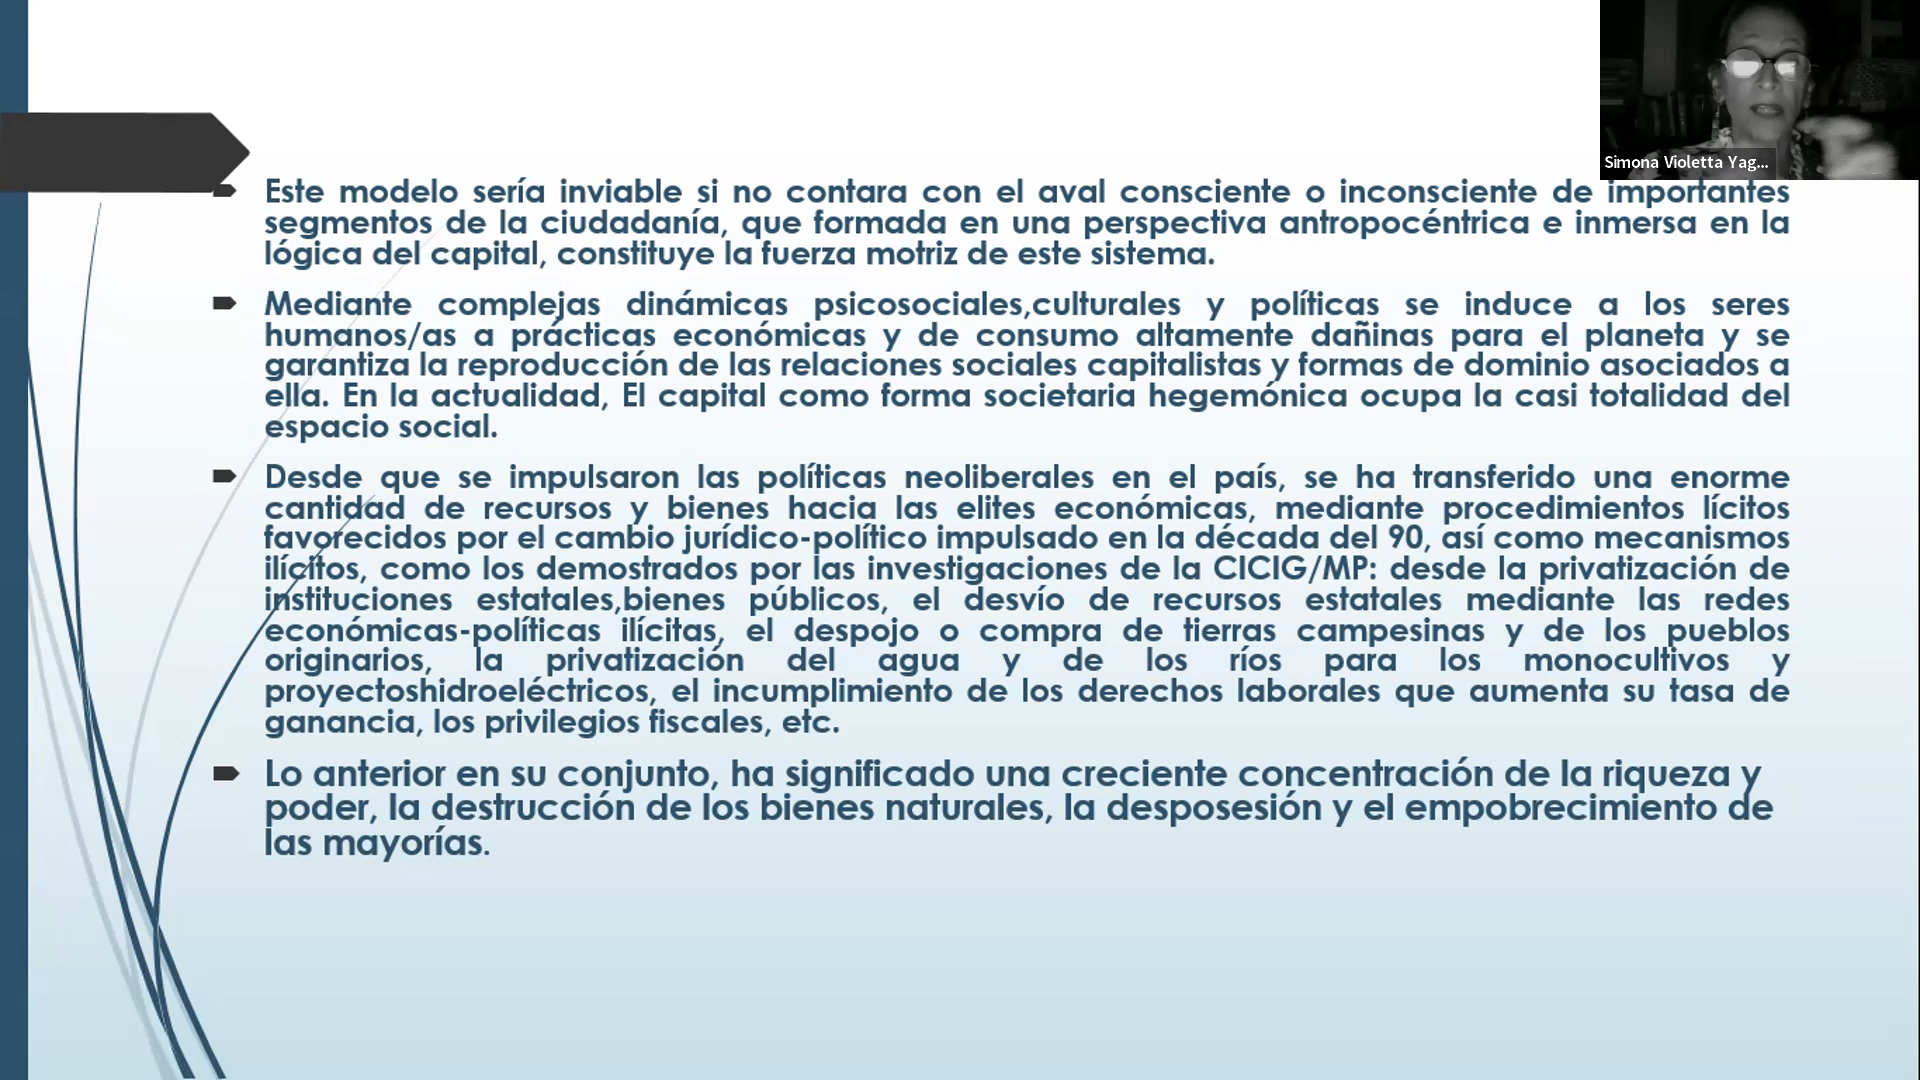 Simona Violetta Yag...
Este modelo sería inviable si no contara con el aval consciente o inconsciente de importantes
segmentos de la ciudadanía, que formada en una perspectiva antropocéntrica e inmersa en la
lógica del capital, constituye la fuerza motriz de este sistema.
Mediante complejas dinámicas psicosociales,culturales y políticas se induce a los seres
humanos/as a prácticas económicas y de consumo altamente dañinas para el planeta y se
garantiza la reproducción de las relaciones sociales capitalistas y formas de dominio asociados a
ella. En la actualidad, El capital como forma societaria hegemónica ocupa la casi totalidad del
espacio social.
Desde que se impulsaron las políticas neoliberales en el país, se ha transferido una enorme
cantidad de recursos y bienes hacia las elites económicas, mediante procedimientos lícitos
favorecidos por el cambio jurídico-político impulsado en la década del 90, así como mecanismos
ilícitos, como los demostrados por las investigaciones de la CICIG/MP: desde la privatización de
instituciones estatales,bienes públicos, el desvío de recursos estatales mediante las redes
económicas-políticas ilícitas, el despojo o compra de tierras campesinas y de los pueblos
originarios, la privatización del agua y de los ríos para los monocultivos y
proyectoshidroeléctricos, el incumplimiento de los derechos laborales que aumenta su tasa de
ganancia, los privilegios fiscales, etc.
Lo anterior en su conjunto, ha significado una creciente concentración de la riqueza y
poder, la destrucción de los bienes naturales, la desposesión y el empobrecimiento de
las mayorías.